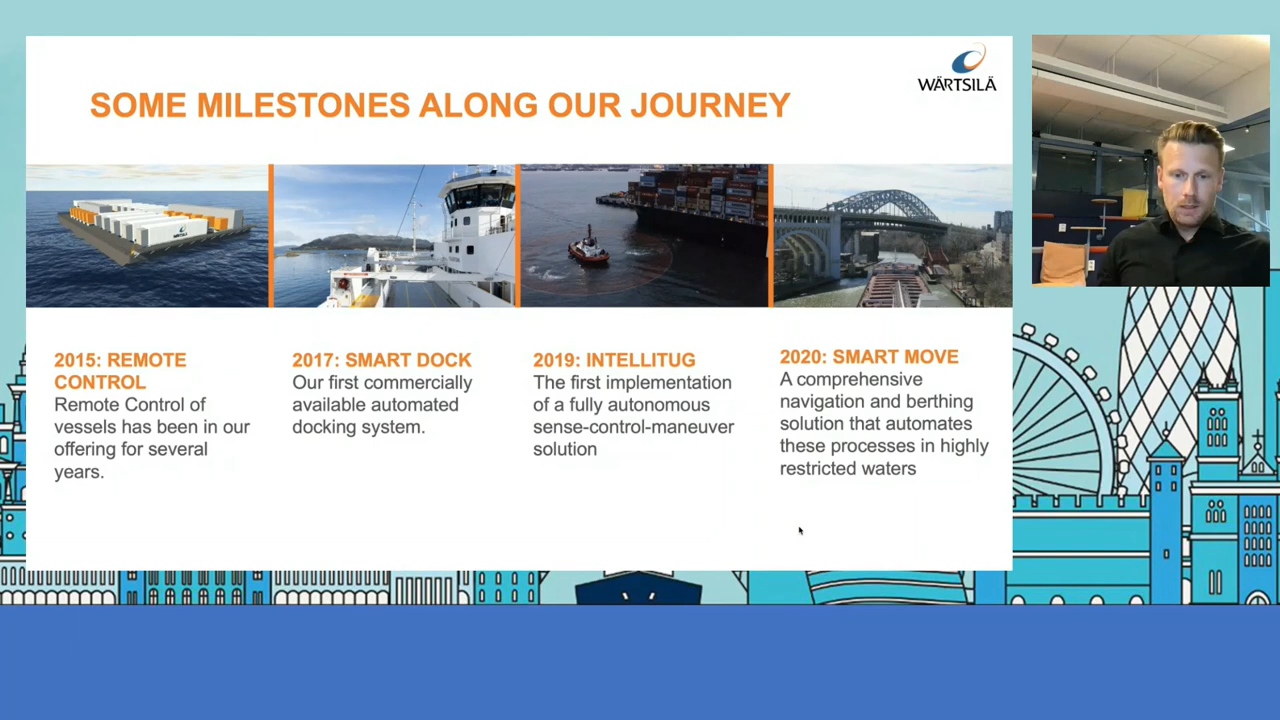 WÄRTSILÄ
SOME MILESTONES ALONG OUR JOURNEY
2015: REMOTE
CONTROL
Remote Control of
vessels has been in our
offering for several
years.
2017: SMART DOCK
Our first commercially
available automated
docking system.
2019: INTELLITUG
The first implementation
of a fully autonomous
sense-control-maneuver
solution
2020: SMART MOVE
A comprehensive
navigation and berthing
solution that automates
these processes in highly
restricted waters